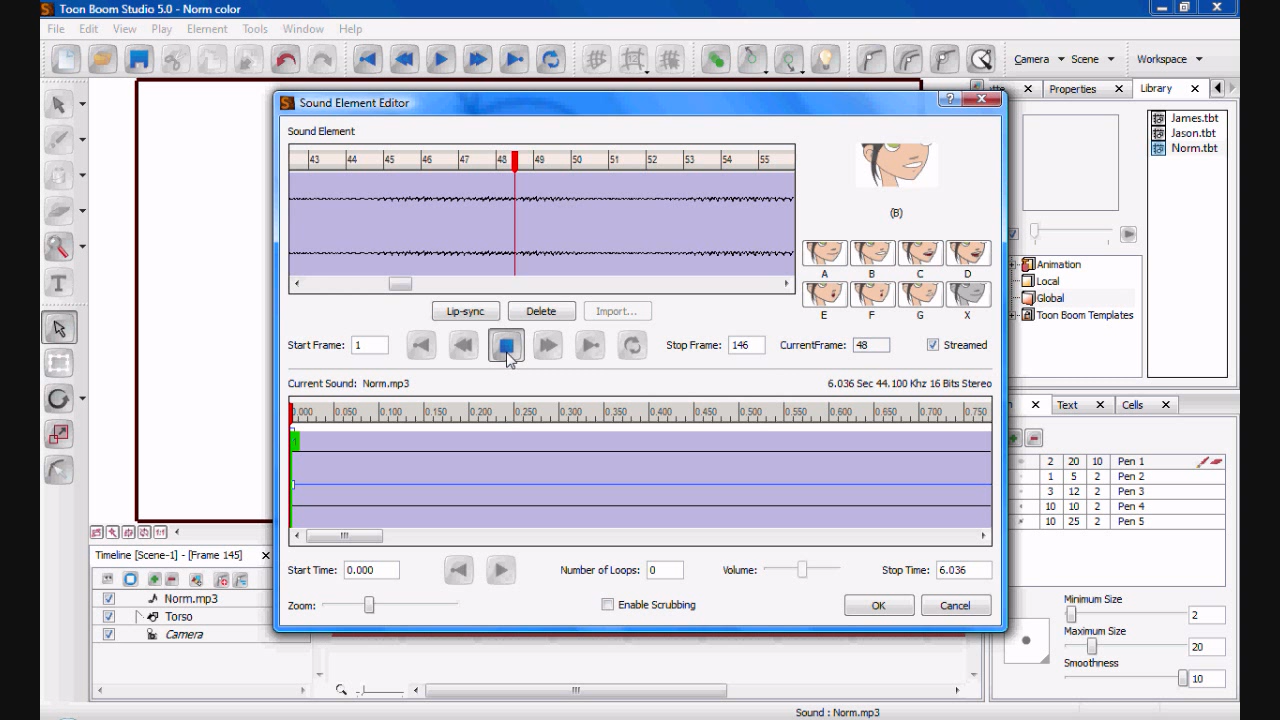 Toon Boom Studio 5.0 - Norm color
File Edit View Play Element Tools Window Help
Camera Scene Workspace
Properties Library
Sound Element Editor
Sound Element
43 44 45 46 47 48 49 50 51 52 53 54 55
(B)
A B C D
E F G X
Lip-sync Delete Import...
Start Frame: 1 Stop Frame: 146 CurrentFrame: 48 Streamed
Current Sound: Norm.mp3 6.036 Sec 44.100 Khz 16 Bits Stereo
0.000 0.050 0.100 0.150 0.200 0.250 0.300 0.350 0.400 0.450 0.500 0.550 0.600 0.650 0.700 0.750
Start Time: 0.000 Number of Loops: 0 Volume: Stop Time: 6.036
Zoom: Enable Scrubbing OK Cancel
James.tbt
Jason.tbt
Norm.tbt
Animation
Local
Global
Toon Boom Templates
Text Cells
2 20 10 Pen 1
1 5 2 Pen 2
3 12 2 Pen 3
10 10 2 Pen 4
10 25 2 Pen 5
Minimum Size
2
Maximum Size
20
Smoothness
10
Timeline [Scene-1] - [Frame 145]
Norm.mp3
Torso
Camera
Sound : Norm.mp3